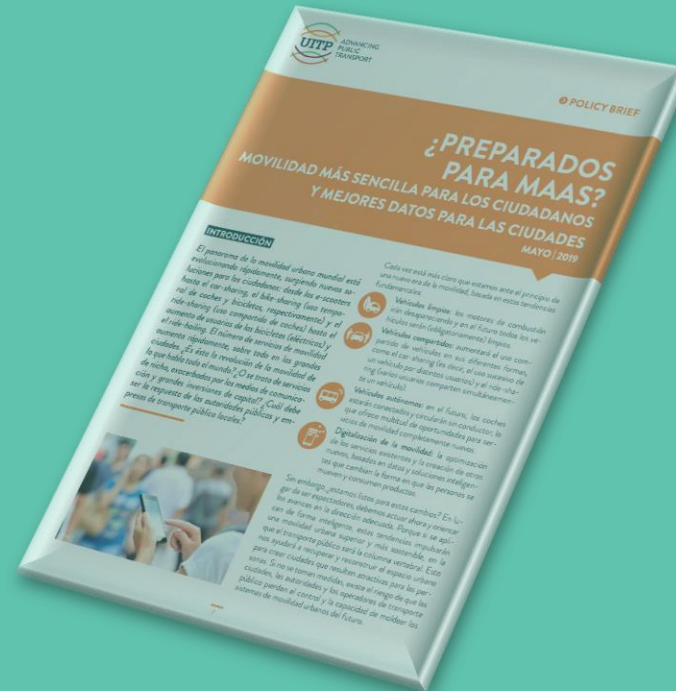 UITP
ADVANCING
PUBLIC
TRANSPORT
POLICY BRIEF
¿PREPARADOS
PARA MAAS?
MOVILIDAD MÁS SENCILLA PARA LOS CIUDADANOS
Y MEJORES DATOS PARA LAS CIUDADES
MAYO | 2019
INTRODUCCIÓN
El panorama de la movilidad urbana mundial está
evolucionando rápidamente, surgiendo nuevas so-
luciones para los ciudadanos: desde los e-scooters
hasta el car-sharing, el bike-sharing (uso tempo-
ral de coches y bicicletas, respectivamente) y el
ride-sharing (uso compartido de coches) hasta el
aumento de usuarios de las bicicletas (eléctricas) y
el ride-hailing. El número de servicios de movilidad
aumenta rápidamente, sobre todo en las grandes
ciudades. ¿Es ésta la revolución de la movilidad de
la que habla todo el mundo? ¿O se trata de servicios
de nicho, exacerbados por los medios de comunica-
ción y grandes inversiones de capital? ¿Cuál debe
ser la respuesta de las autoridades públicas y em-
presas de transporte público locales?
Cada vez está más claro que estamos ante el principio de
una nueva era de la movilidad, basada en estas tendencias
fundamentales:
Vehículos limpios: los motores de combustión
irán desapareciendo y en el futuro todos los ve-
hículos serán (obligatoriamente) limpios.
Vehículos compartidos: aumentará el uso com-
partido de vehículos en sus diferentes formas,
como el car-sharing (es decir, el uso sucesivo de
un vehículo por distintos usuarios) y el ride-sha-
ring (varios usuarios comparten simultáneamen-
te un vehículo).
Vehículos autónomos: en el futuro, los coches
estarán conectados y circularán sin conductor, lo
que ofrece multitud de oportunidades para ser-
vicios de movilidad completamente nuevos.
Digitalización de la movilidad: la optimización
de los servicios existentes y la creación de otros
nuevos, basados en datos y soluciones inteligen-
tes que cambian la forma en que las personas se
mueven y consumen productos.
Sin embargo, ¿estamos listos para estos cambios? En lu-
gar de ser espectadores, debemos actuar ahora y orientar
los avances en la dirección adecuada. Porque si se apli-
can de forma inteligente, estas tendencias impulsarán
una movilidad urbana superior y más sostenible, en la
que el transporte público será la columna vertebral. Esto
nos ayudará a recuperar y reconstruir el espacio urbano
para crear ciudades que resulten atractivas para las per-
sonas. Si no se toman medidas, existe el riesgo de que las
ciudades, las autoridades y los operadores de transporte
público pierdan el control y la capacidad de moldear los
sistemas de movilidad urbanos del futuro.